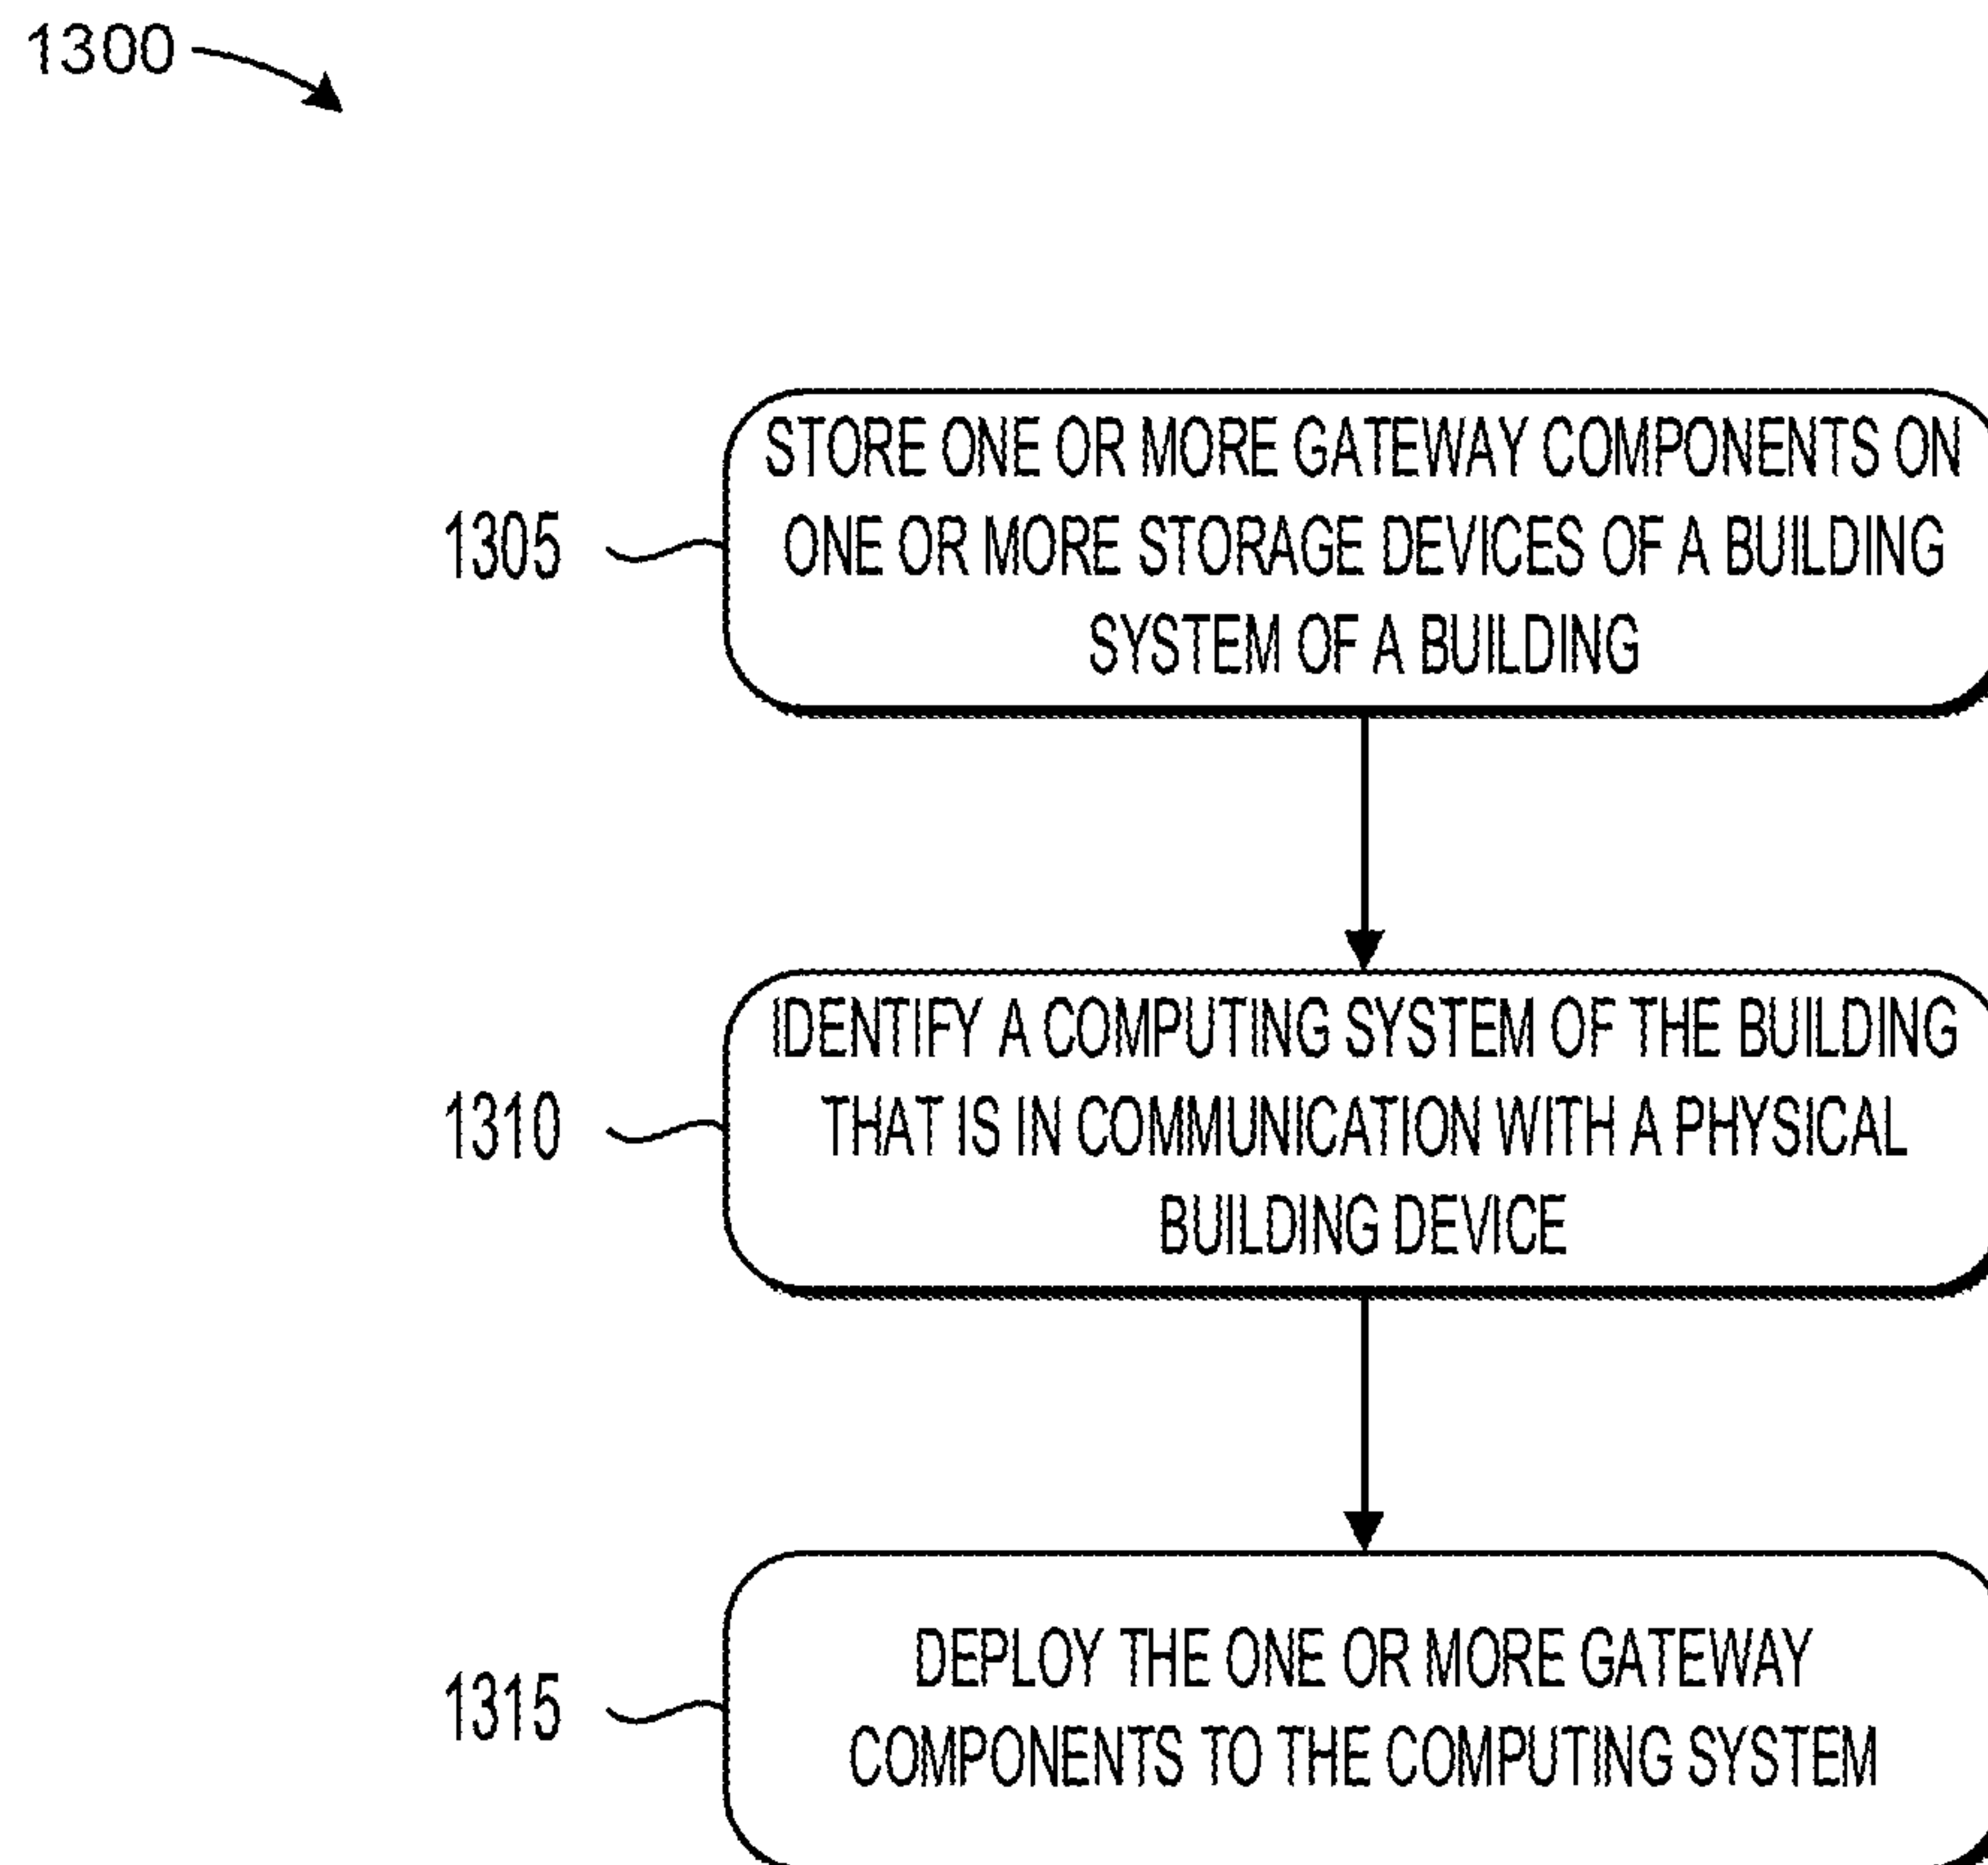 1300
STORE ONE OR MORE GATEWAY COMPONENTS ON
ONE OR MORE STORAGE DEVICES OF A BUILDING
SYSTEM OF A BUILDING
1305
IDENTIFY A COMPUTING SYSTEM OF THE BUILDING
THAT IS IN COMMUNICATION WITH A PHYSICAL
BUILDING DEVICE
1310
DEPLOY THE ONE OR MORE GATEWAY
COMPONENTS TO THE COMPUTING SYSTEM
1315